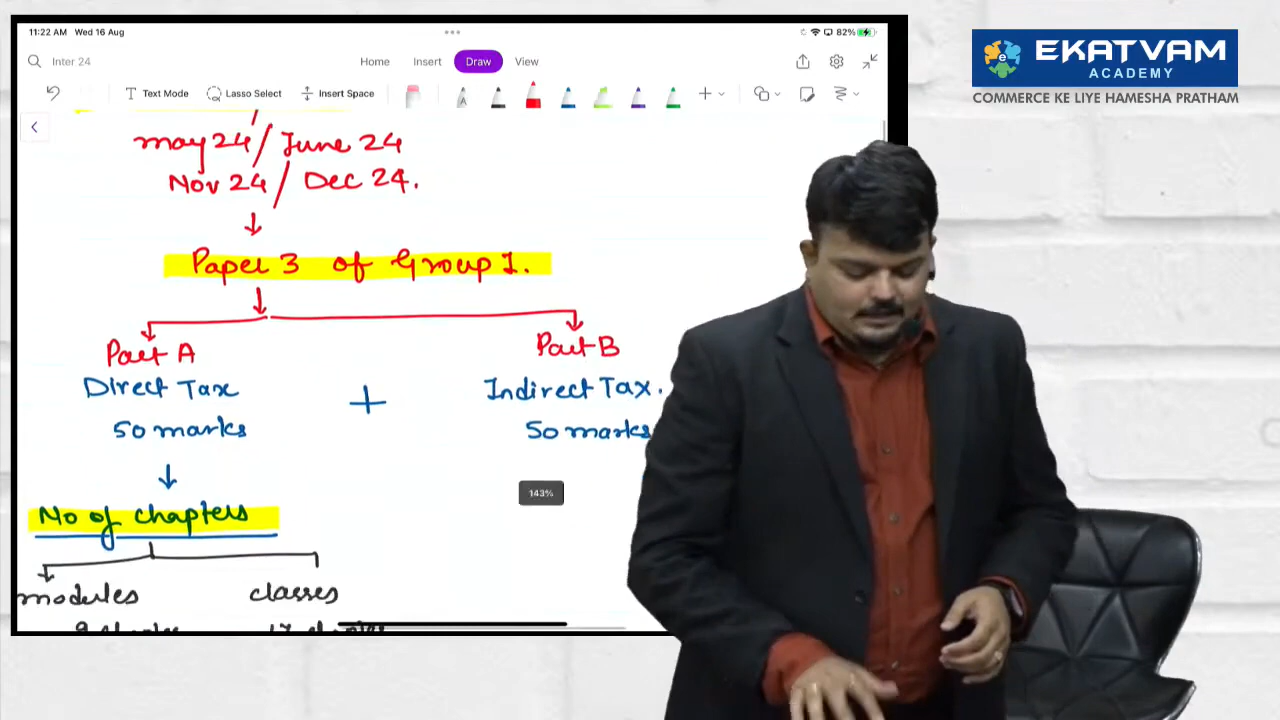 11:22 AM Wed 16 Aug
82%
EKATVAM
ACADEMY
COMMERCE KE LIYE HAMESHA PRATHAM
Inter 24
Home Insert Draw View
Text Mode Lasso Select Insert Space
may 24 / June 24
Nov 24 / Dec 24.
Paper 3 of Group I.
Part A
Part B
Direct Tax
+
Indirect Tax.
50 marks
50 marks
143%
No of chapters
modules
classes